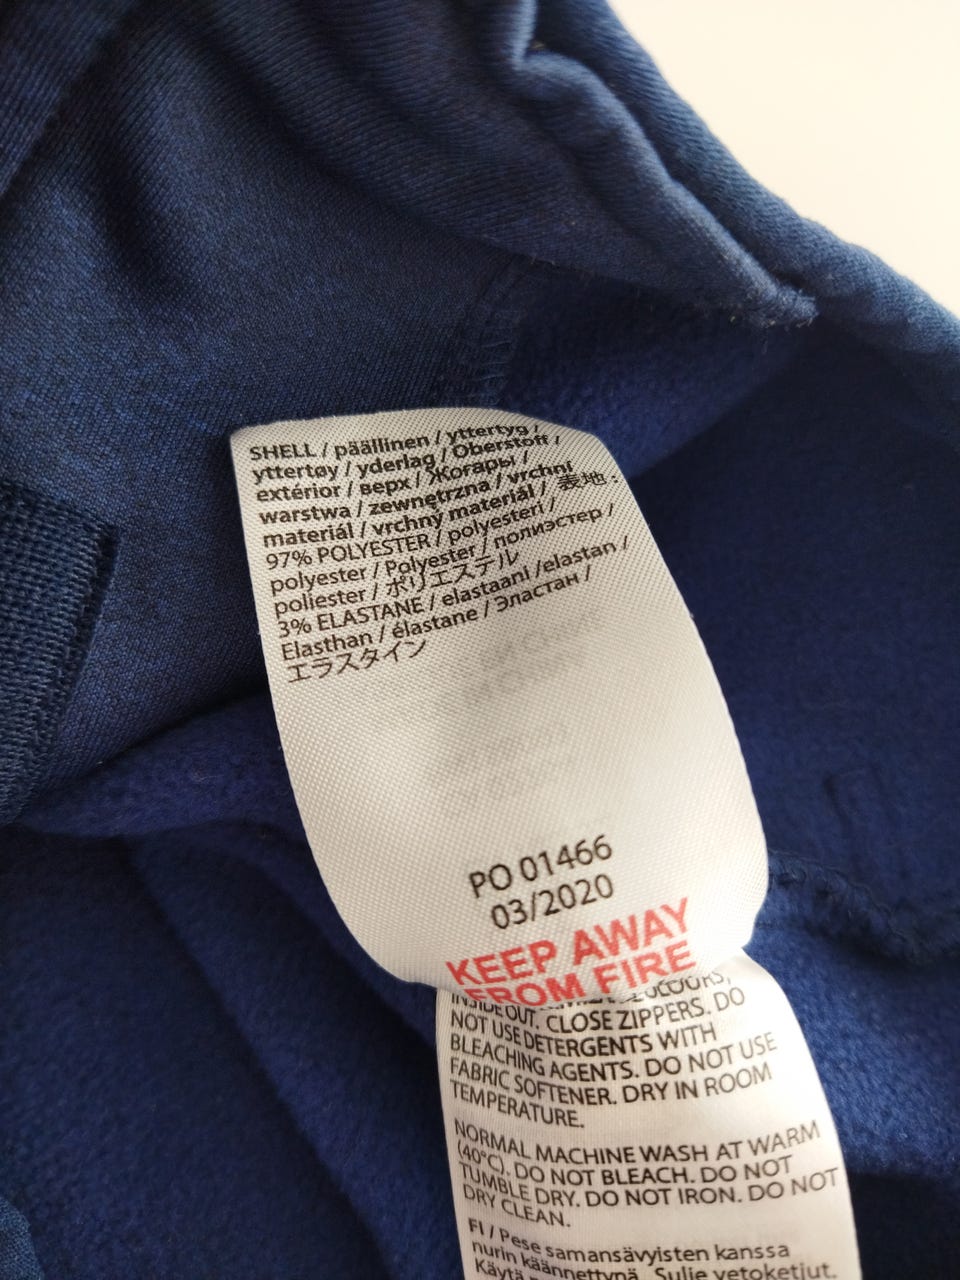 SHELL / päällinen / yttertyg /
yttertøy / yderlag / Oberstoff /
extérior / верх / Жоғары /
warstwa / zewnętrzna / vrchní
materiál / vrchný materiál / 表地:
97% POLYESTER / polyesteri /
polyester / Polyester / полиэстер /
poliester / ポリエステル
3% ELASTANE / elastaani /elastan /
Elasthan / élastane / Эластан /
エラスタイン
PO 01466
03/2020
KEEP AWAY
FROM FIRE
COLOURS,
INSIDE OUT. CLOSE ZIPPERS. DO
NOT USE DETERGENTS WITH
BLEACHING AGENTS. DO NOT USE
FABRIC SOFTENER. DRY IN ROOM
TEMPERATURE.
NORMAL MACHINE WASH AT WARM
(40°C). DO NOT BLEACH. DO NOT
TUMBLE DRY. DO NOT IRON. DO NOT
DRY CLEAN.
FI / Pese samansävyisten kanssa
nurin käännettynä. Sulje vetoketjut.
Käytä